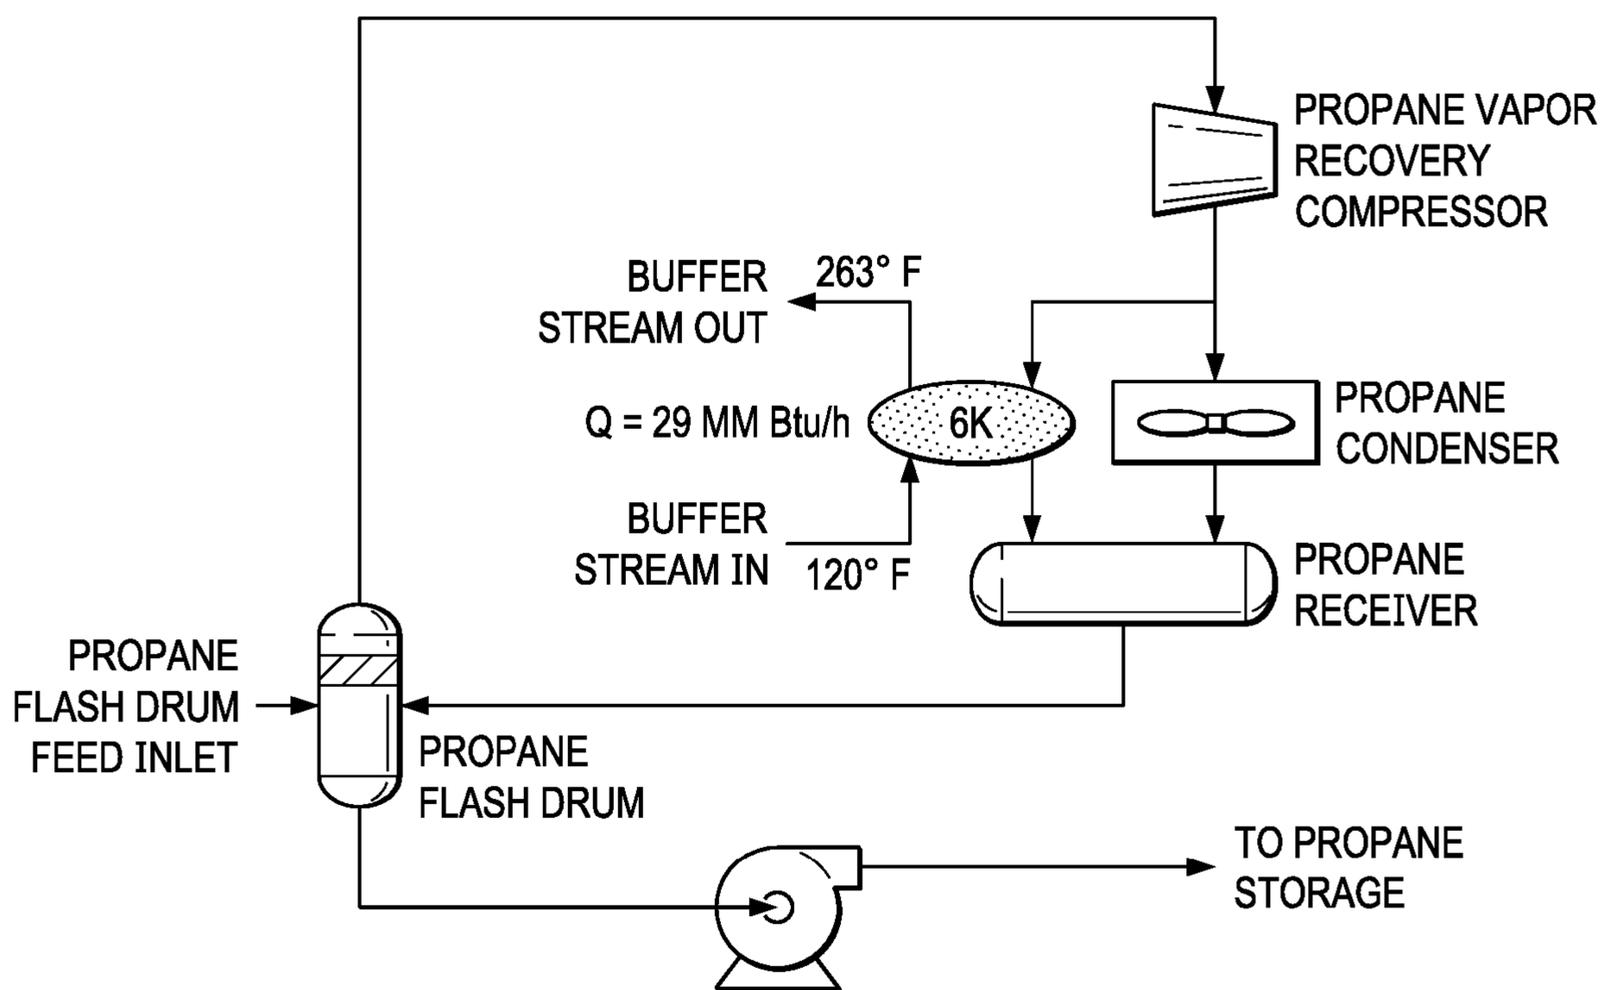 PROPANE VAPOR
RECOVERY
COMPRESSOR
BUFFER
STREAM OUT
263° F
Q = 29 MM Btu/h
6K
PROPANE
CONDENSER
BUFFER
STREAM IN
120° F
PROPANE
RECEIVER
PROPANE
FLASH DRUM
FEED INLET
PROPANE
FLASH DRUM
TO PROPANE
STORAGE